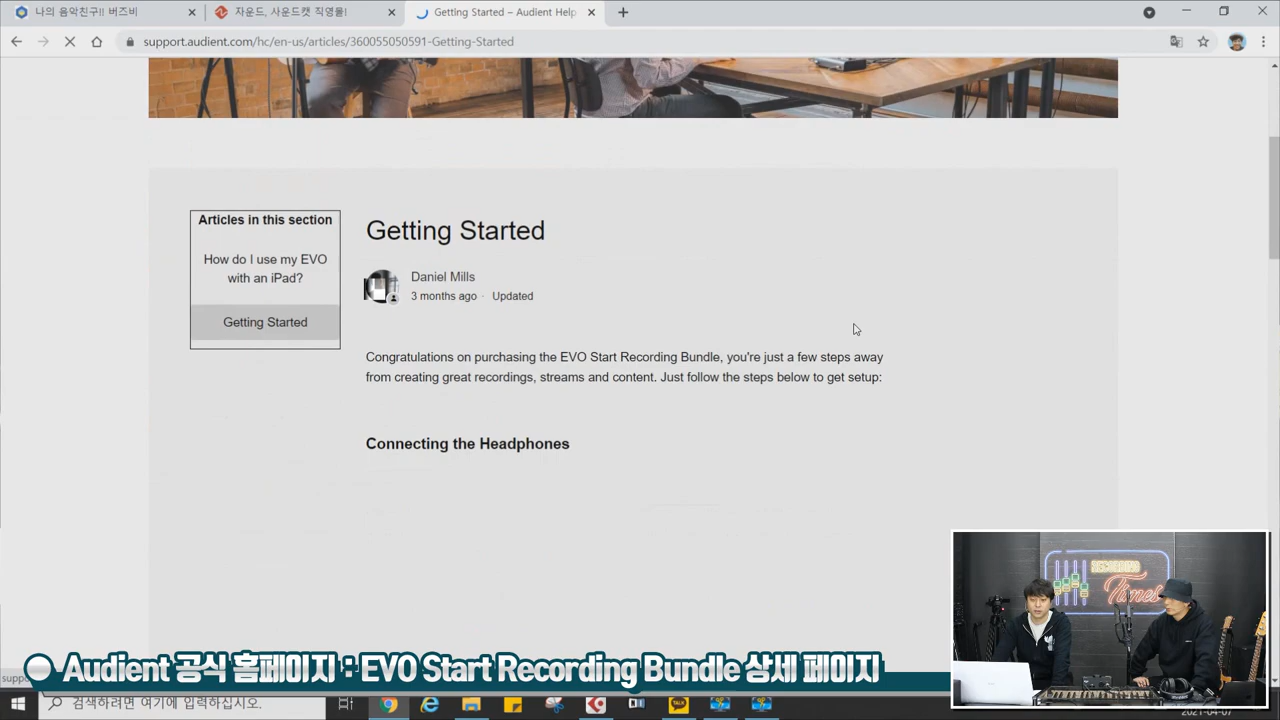 나의 음악친구!! 버즈비
자운드, 사운드캣 직영몰!
Getting Started – Audient Help
support.audient.com/hc/en-us/articles/360055050591-Getting-Started
Articles in this section
How do I use my EVO
with an iPad?
Getting Started
Getting Started
Daniel Mills
3 months ago · Updated
Congratulations on purchasing the EVO Start Recording Bundle, you're just a few steps away
from creating great recordings, streams and content. Just follow the steps below to get setup:
Connecting the Headphones
RECORDING
Times
Audient 공식 홈페이지 : EVO Start Recording Bundle 상세 페이지
검색하려면 여기에 입력하십시오.
TALK
2021-04-07